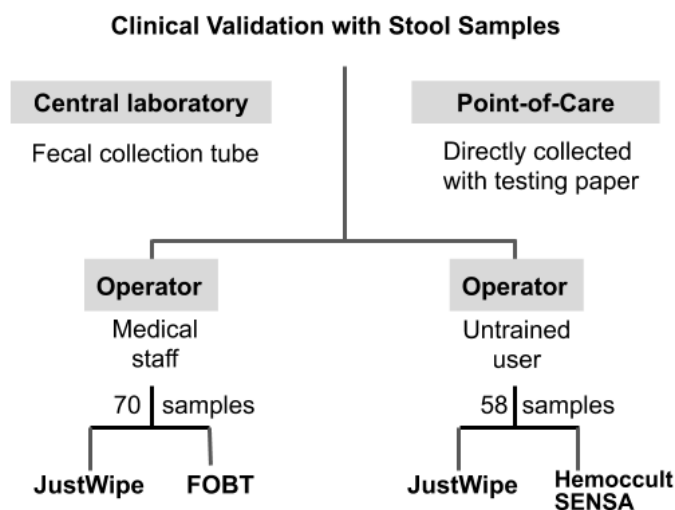 Clinical Validation with Stool Samples
Central laboratory
Fecal collection tube
Point-of-Care
Directly collected
with testing paper
Operator
Medical
staff
70 samples
JustWipe
FOBT
Operator
Untrained
user
58 samples
JustWipe
Hemoccult
SENSA